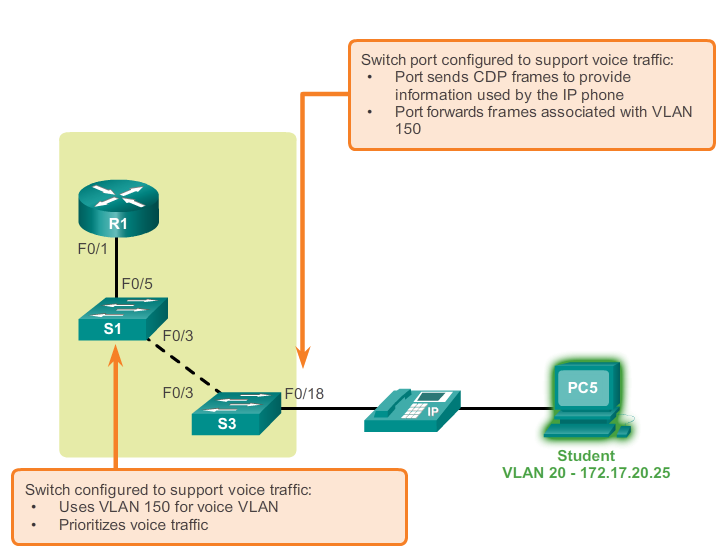 Switch port configured to support voice traffic:
• Port sends CDP frames to provide
information used by the IP phone
• Port forwards frames associated with VLAN
150
R1
F0/1
F0/5
S1
F0/3
F0/3
F0/18
S3
IP
PC5
Student
VLAN 20 - 172.17.20.25
Switch configured to support voice traffic:
• Uses VLAN 150 for voice VLAN
• Prioritizes voice traffic